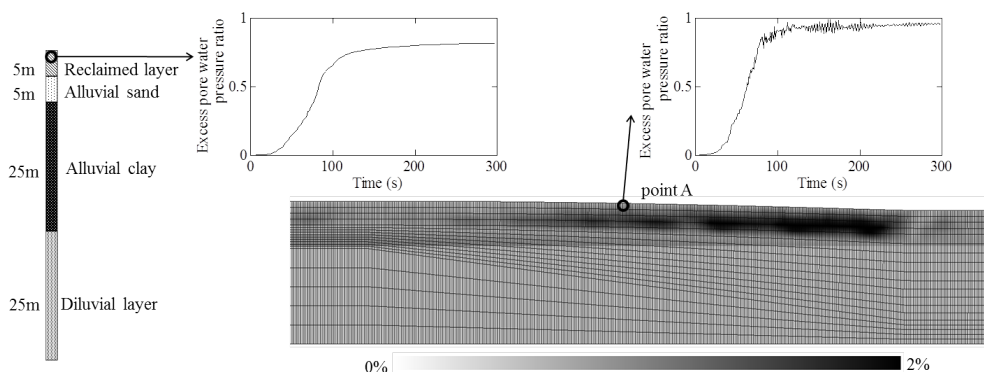 5m Reclaimed layer
5m Alluvial sand
25m Alluvial clay
25m Diluvial layer
Excess pore water
pressure ratio
1
0.5
0
0 100 200 300
Time (s)
Excess pore water
pressure ratio
1
0.5
0
0 100 200 300
Time (s)
point A
0% 2%